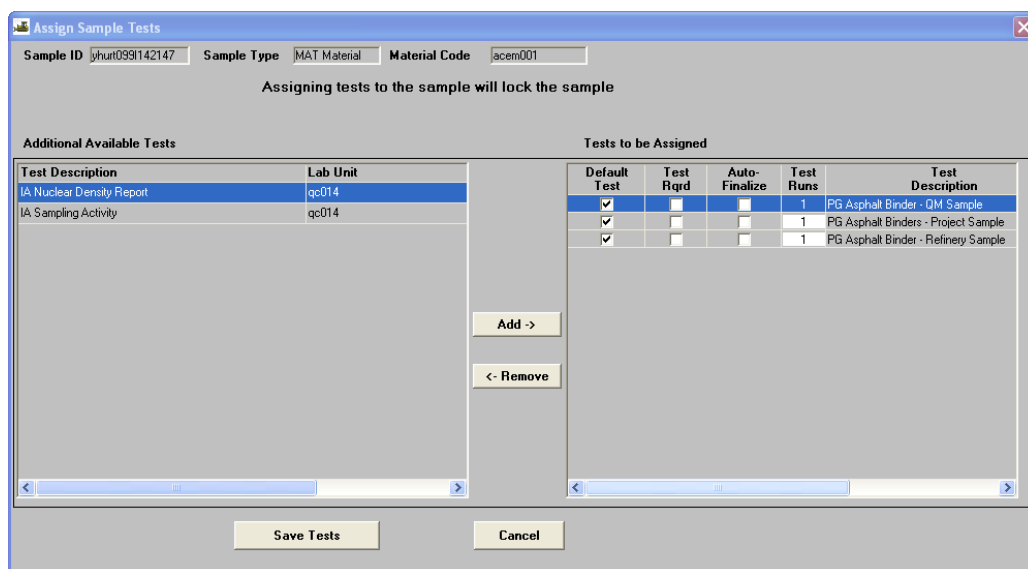 Assign Sample Tests
Sample ID yhurt099l142147 Sample Type MAT Material Material Code acem001
Assigning tests to the sample will lock the sample
Additional Available Tests
Tests to be Assigned
Test Description Lab Unit
IA Nuclear Density Report qc014
IA Sampling Activity qc014
Default Test Auto- Test Test
Test Rqrd Finalize Runs Description
1 PG Asphalt Binder - QM Sample
1 PG Asphalt Binders - Project Sample
1 PG Asphalt Binder - Refinery Sample
Add ->
<- Remove
Save Tests Cancel